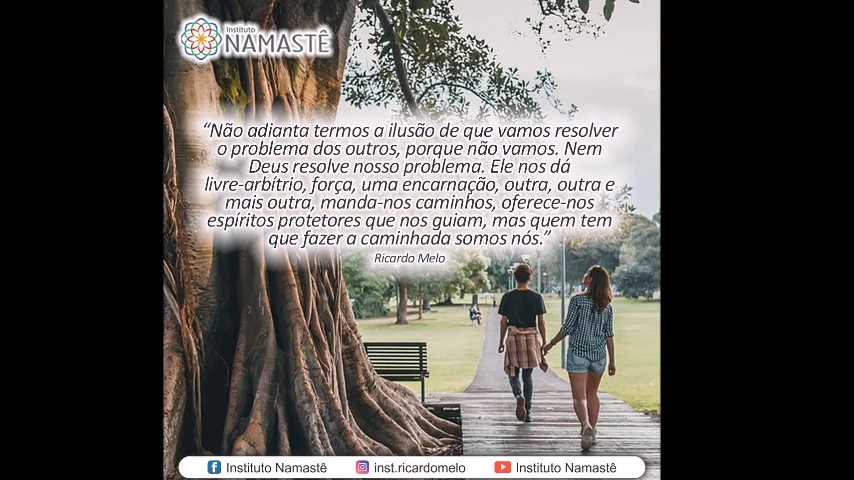 Instituto
NAMASTÊ
“Não adianta termos a ilusão de que vamos resolver
o problema dos outros, porque não vamos. Nem
Deus resolve nosso problema. Ele nos dá
livre-arbítrio, força, uma encarnação, outra, outra e
mais outra, manda-nos caminhos, oferece-nos
espíritos protetores que nos guiam, mas quem tem
que fazer a caminhada somos nós.”
Ricardo Melo
Instituto Namastê inst.ricardomelo Instituto Namastê